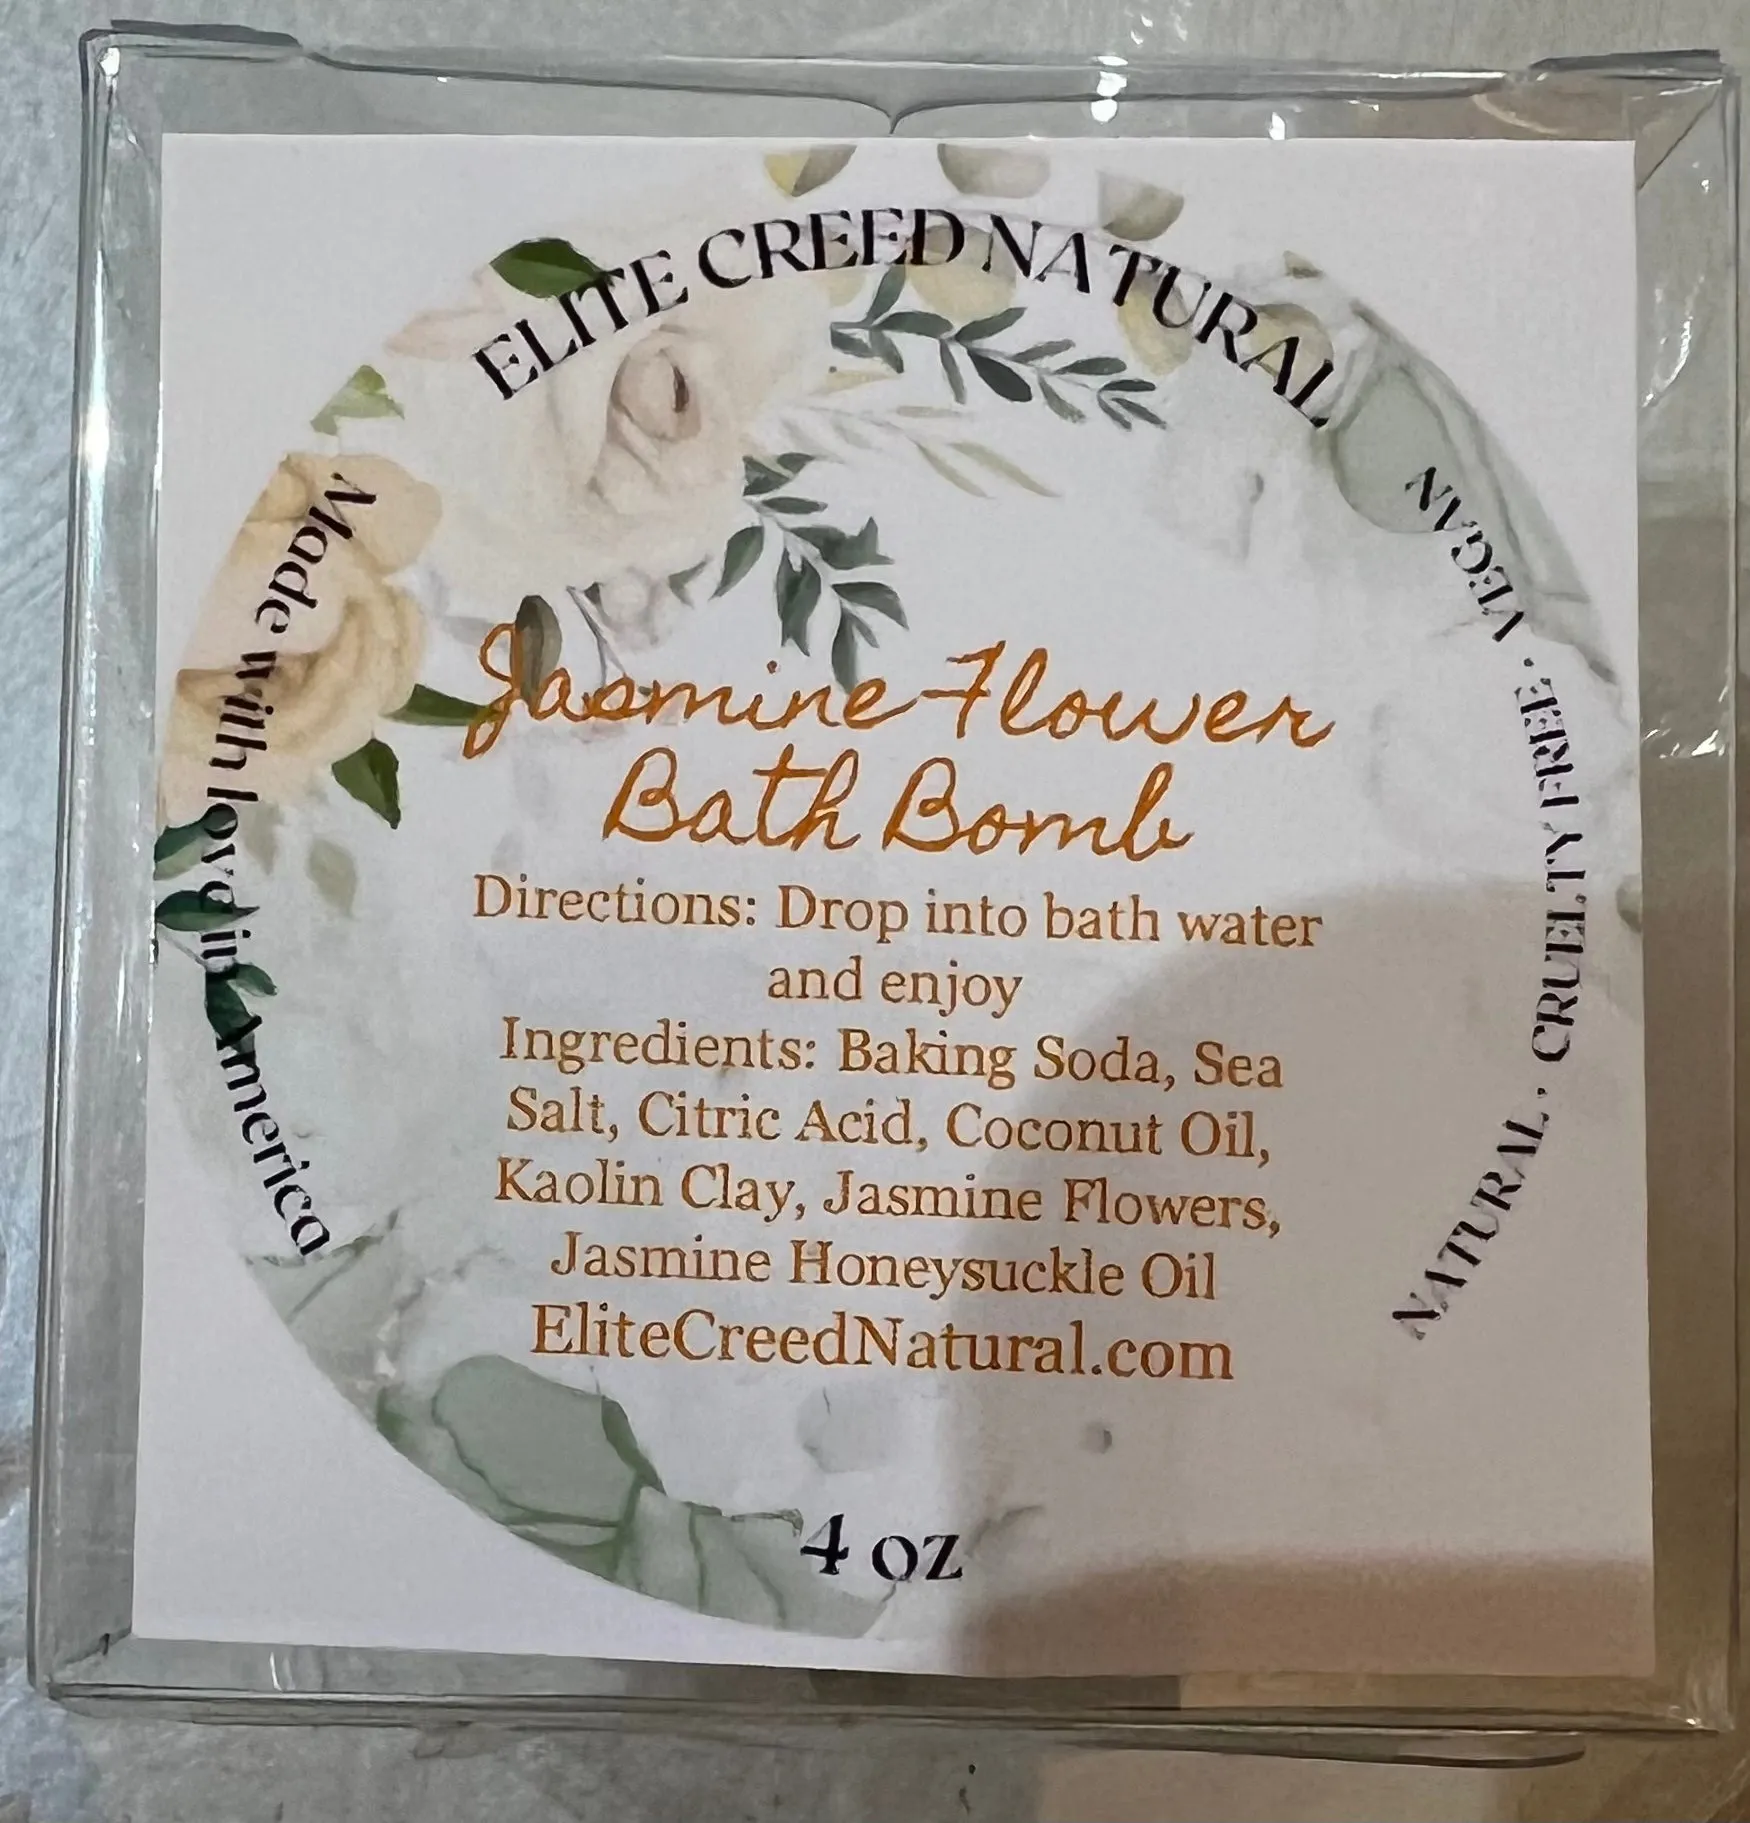 ELITE CREED NATURAL
Made with lovd in America
NATURAL · CRUELTY FREE · VEGAN
Jasmine Flower
Bath Bomb
Directions: Drop into bath water
and enjoy
Ingredients: Baking Soda, Sea
Salt, Citric Acid, Coconut Oil,
Kaolin Clay, Jasmine Flowers,
Jasmine Honeysuckle Oil
EliteCreedNatural.com
4 oz